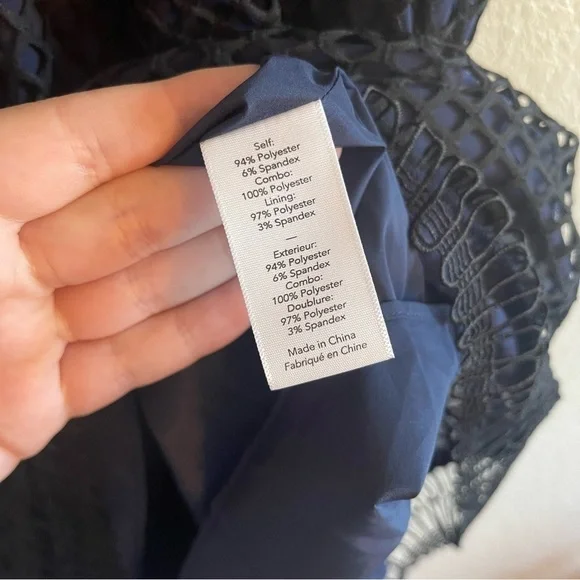 Self:
94% Polyester
6% Spandex
Combo:
100% Polyester
Lining:
97% Polyester
3% Spandex
—
Exterieur:
94% Polyester
6% Spandex
Combo:
100% Polyester
Doublure:
97% Polyester
3% Spandex
Made in China
Fabriqué en Chine